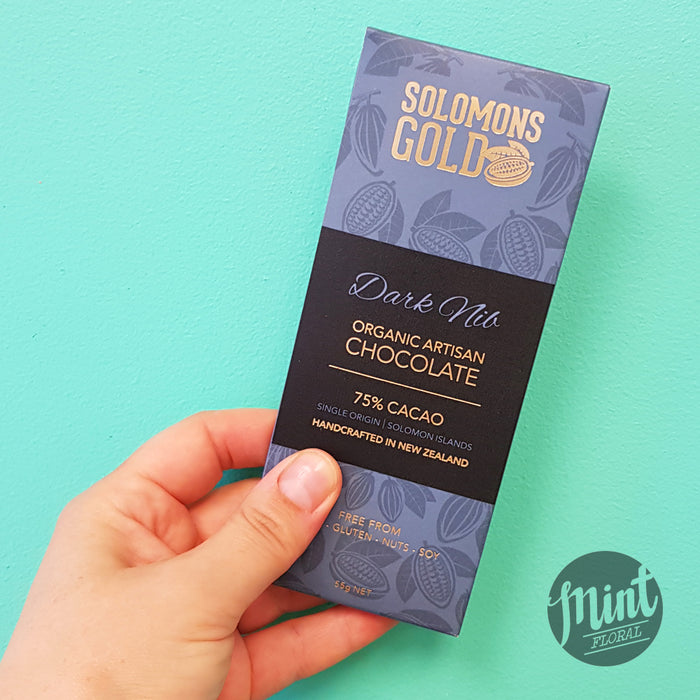 SOLOMONS
GOLD
Dark Nib
ORGANIC ARTISAN
CHOCOLATE
75% CACAO
SINGLE ORIGIN | SOLOMON ISLANDS
HANDCRAFTED IN NEW ZEALAND
FREE FROM
- GLUTEN - NUTS - SOY
55g NET
Mint
FLORAL